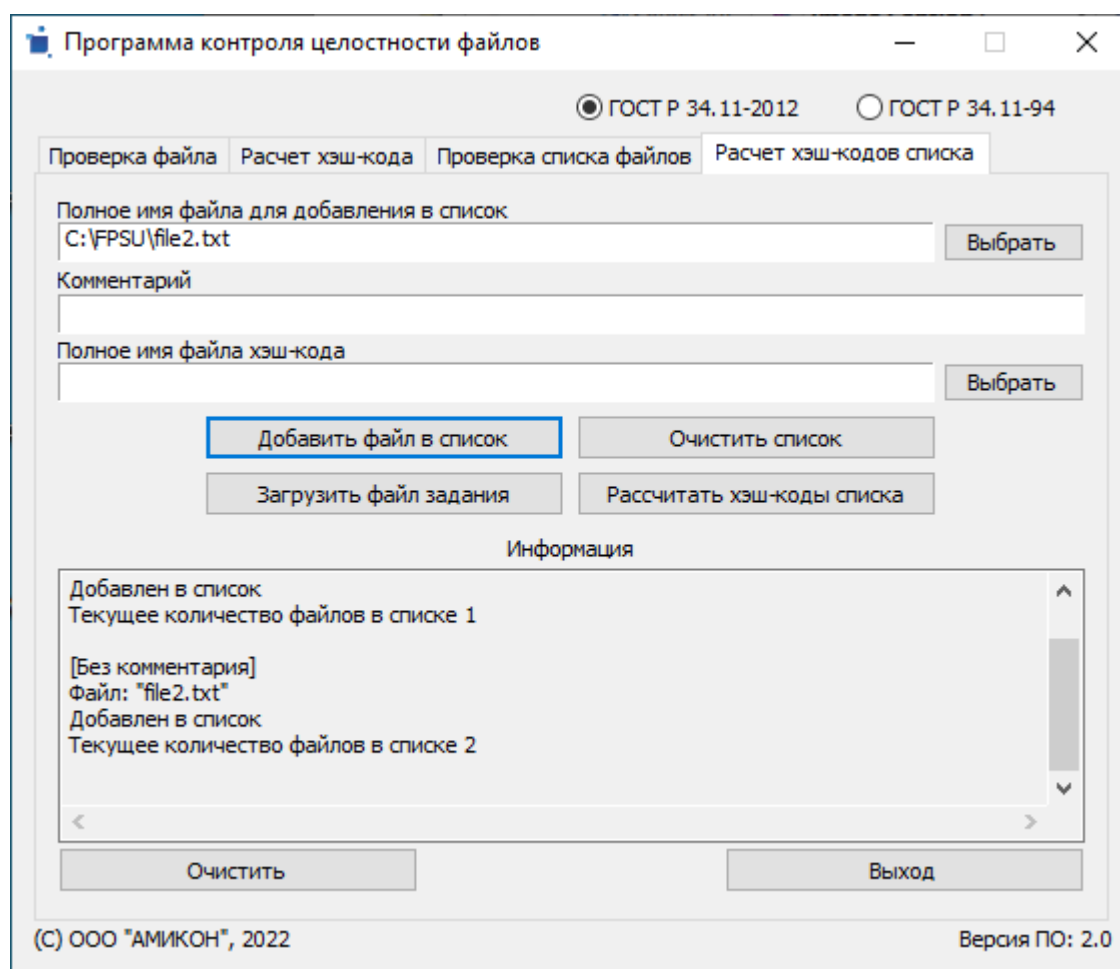 Программа контроля целостности файлов
ГОСТ Р 34.11-2012 ГОСТ Р 34.11-94
Проверка файла Расчет хэш-кода Проверка списка файлов Расчет хэш-кодов списка
Полное имя файла для добавления в список
C:\FPSU\file2.txt Выбрать
Комментарий
Полное имя файла хэш-кода
Выбрать
Добавить файл в список Очистить список
Загрузить файл задания Рассчитать хэш-коды списка
Информация
Добавлен в список
Текущее количество файлов в списке 1
[Без комментария]
Файл: "file2.txt"
Добавлен в список
Текущее количество файлов в списке 2
Очистить Выход
(C) ООО "АМИКОН", 2022 Версия ПО: 2.0